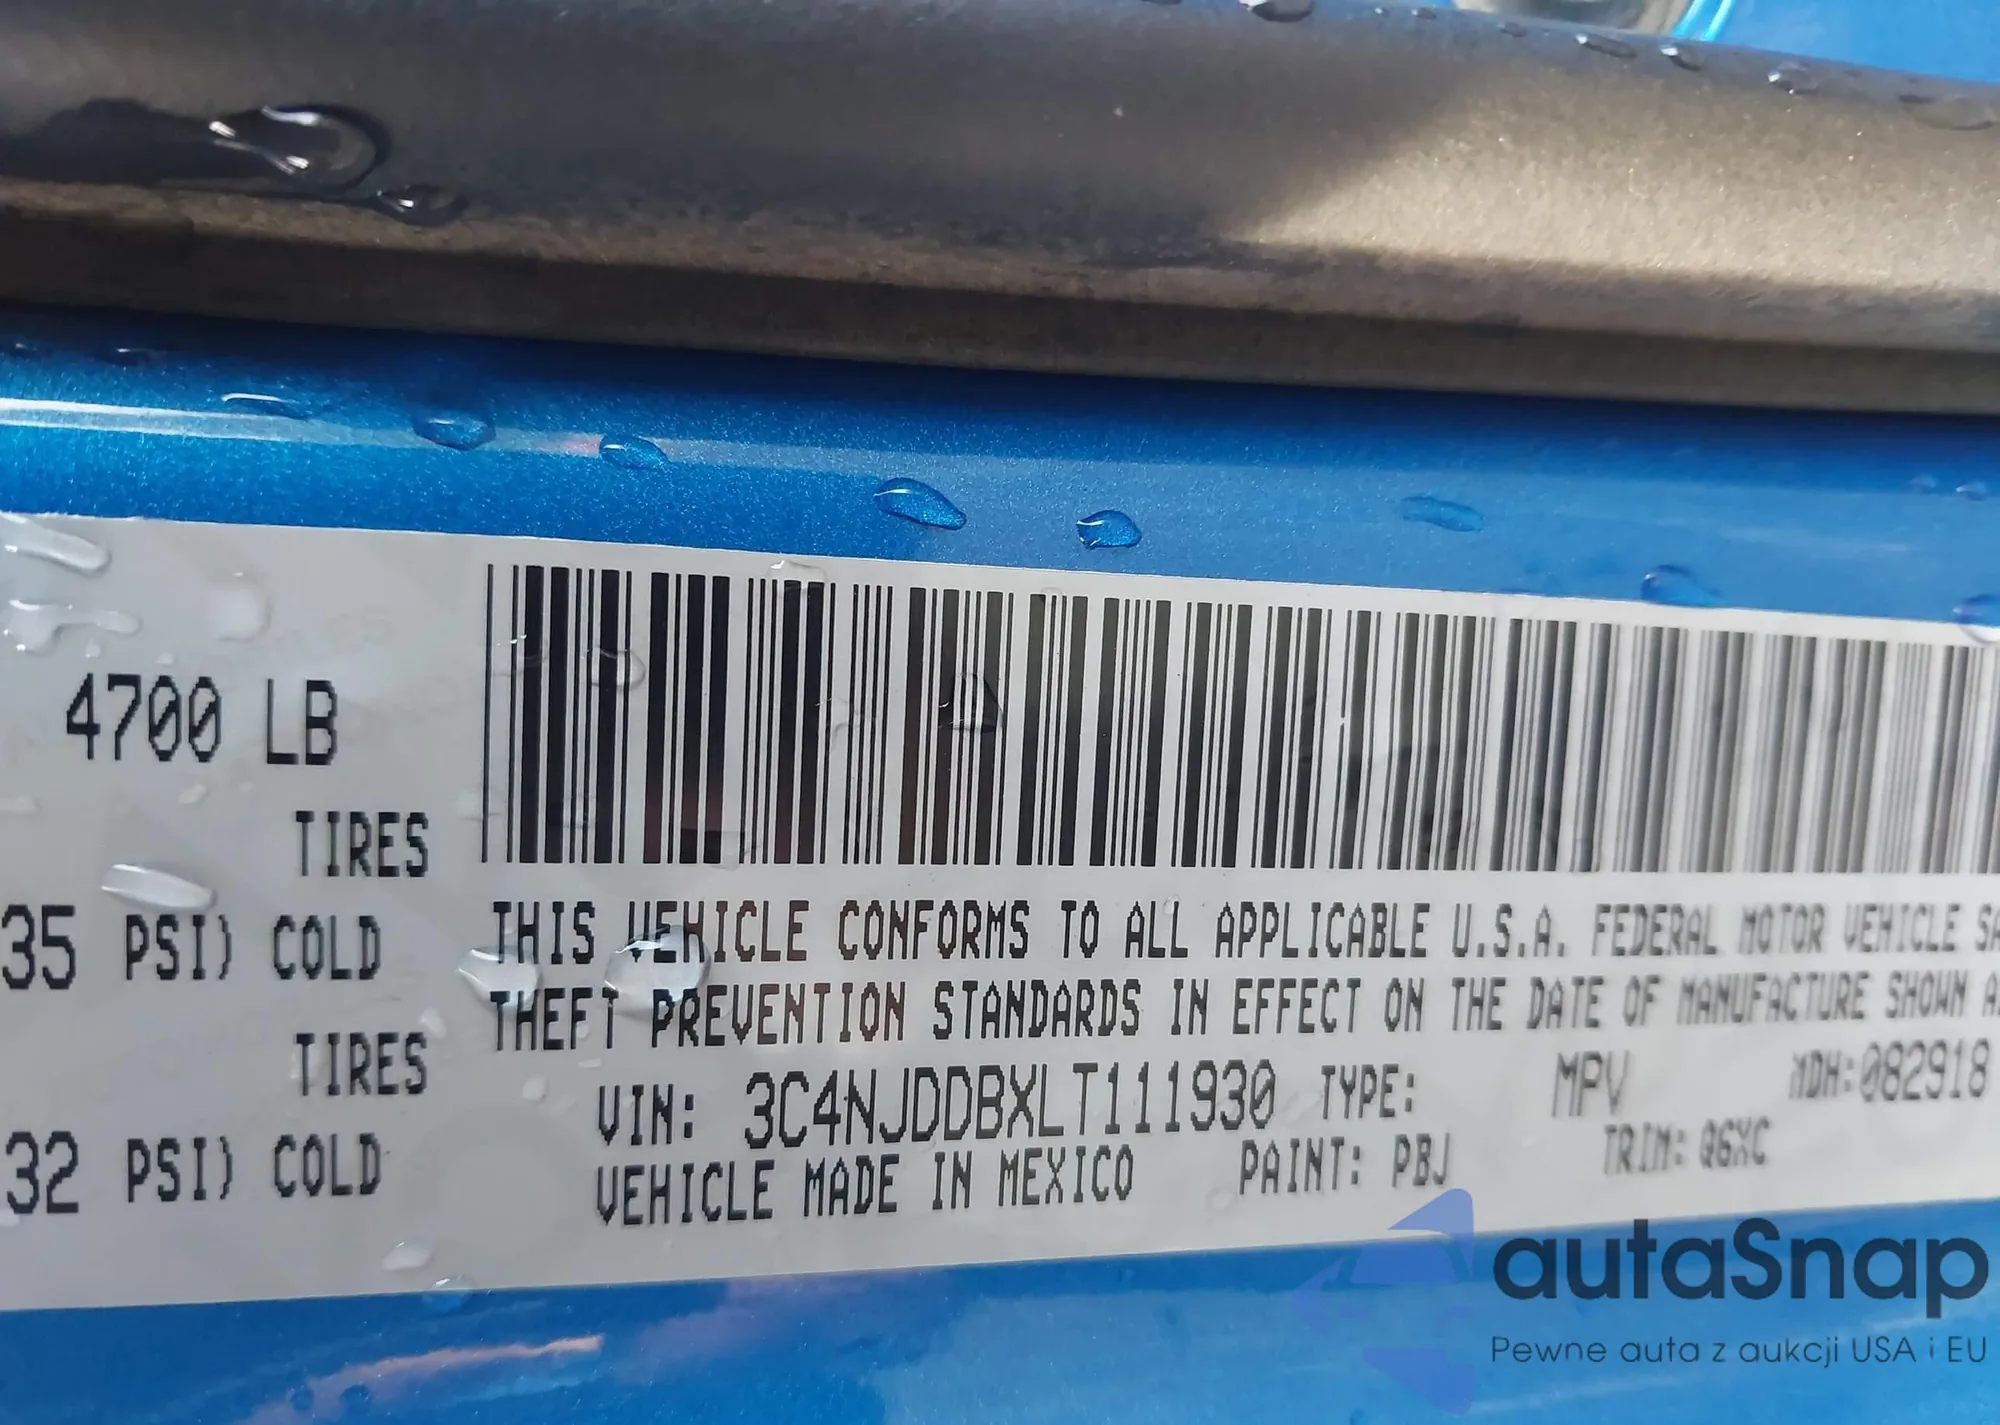 4700 LB
TIRES
35 PSI) COLD
TIRES
32 PSI) COLD
THIS VEHICLE CONFORMS TO ALL APPLICABLE U.S.A. FEDERAL MOTOR VEHICLE SA
THEFT PREVENTION STANDARDS IN EFFECT ON THE DATE OF MANUFACTURE SHOWN A
VIN: 3C4NJDDBXLT111930 TYPE: MPV MDH:082918
VEHICLE MADE IN MEXICO PAINT: PBJ TRIM: Q6XC
autaSnap
Pewne auta z aukcji USA i EU